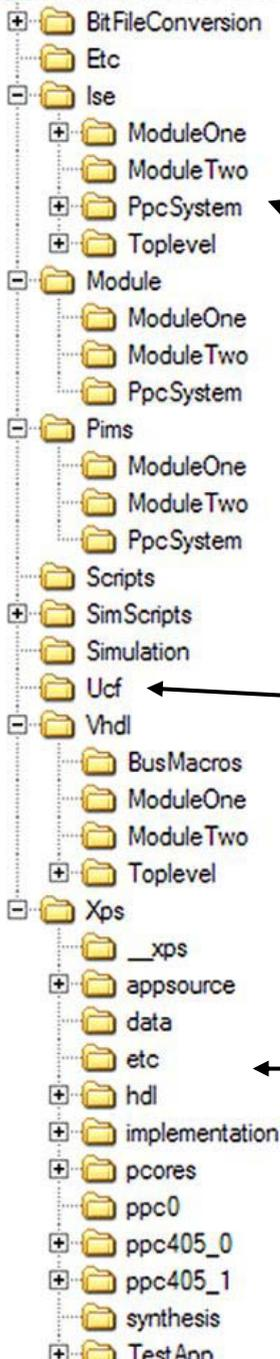 BitFileConversion
Etc
Ise
ModuleOne
ModuleTwo
PpcSystem
Toplevel
Module
ModuleOne
ModuleTwo
PpcSystem
Pims
ModuleOne
ModuleTwo
PpcSystem
Scripts
SimScripts
Simulation
Ucf
Vhdl
BusMacros
ModuleOne
ModuleTwo
Toplevel
Xps
__xps
appsource
data
etc
hdl
implementation
pcores
ppc0
ppc405_0
ppc405_1
synthesis
TestApp